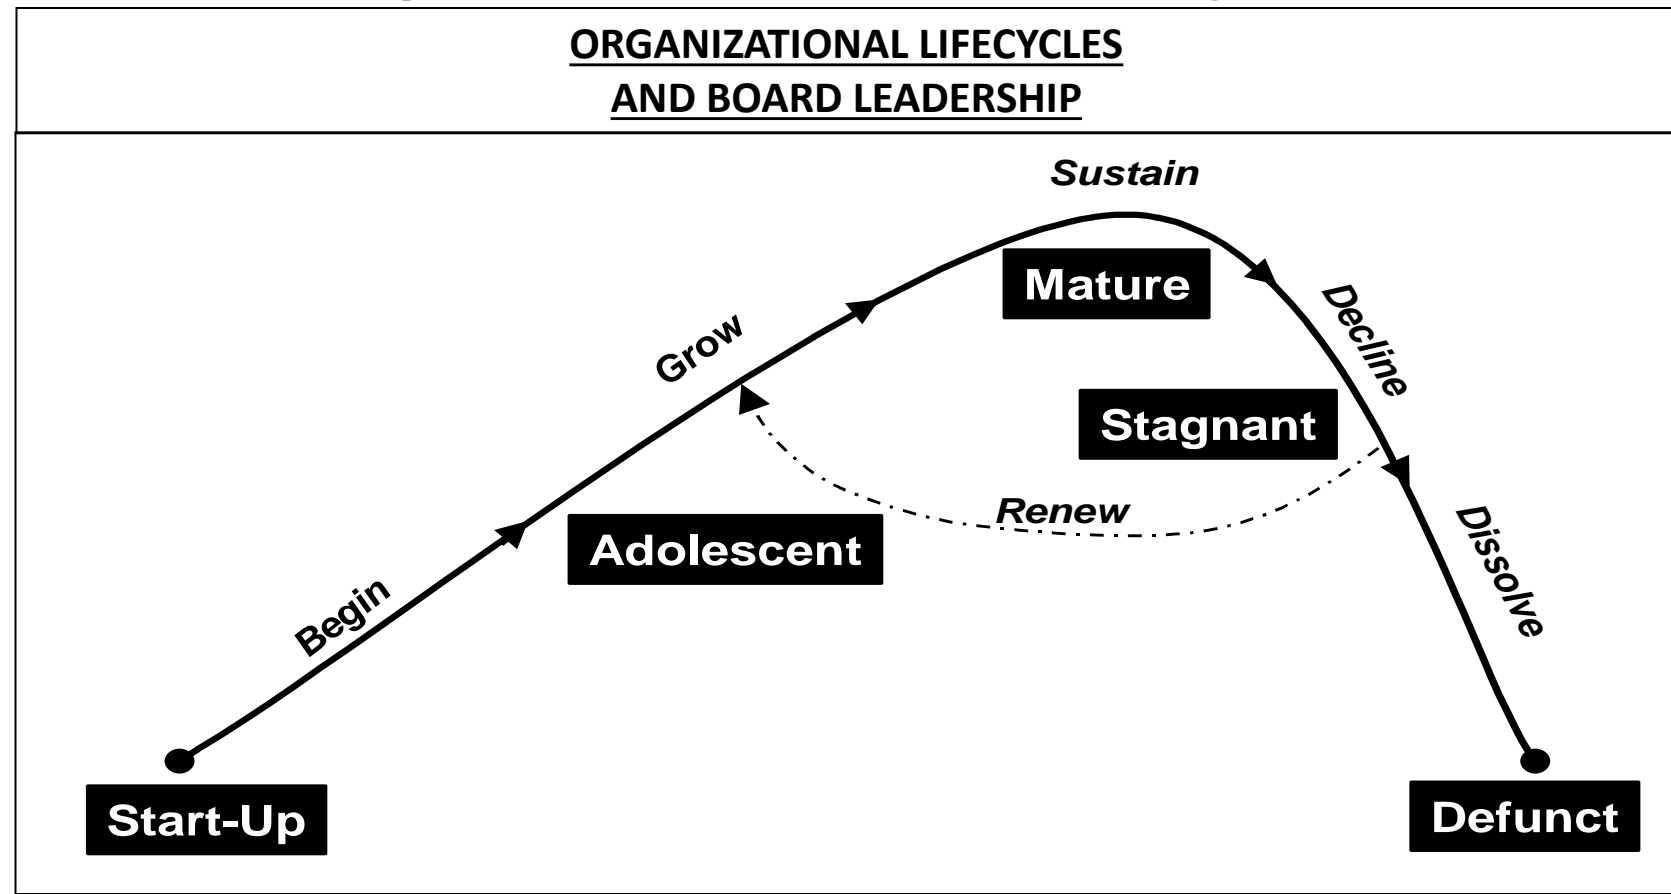 ORGANIZATIONAL LIFECYCLES
AND BOARD LEADERSHIP
Sustain
Mature
Decline
Grow
Stagnant
Renew
Adolescent
Dissolve
Begin
Start-Up
Defunct